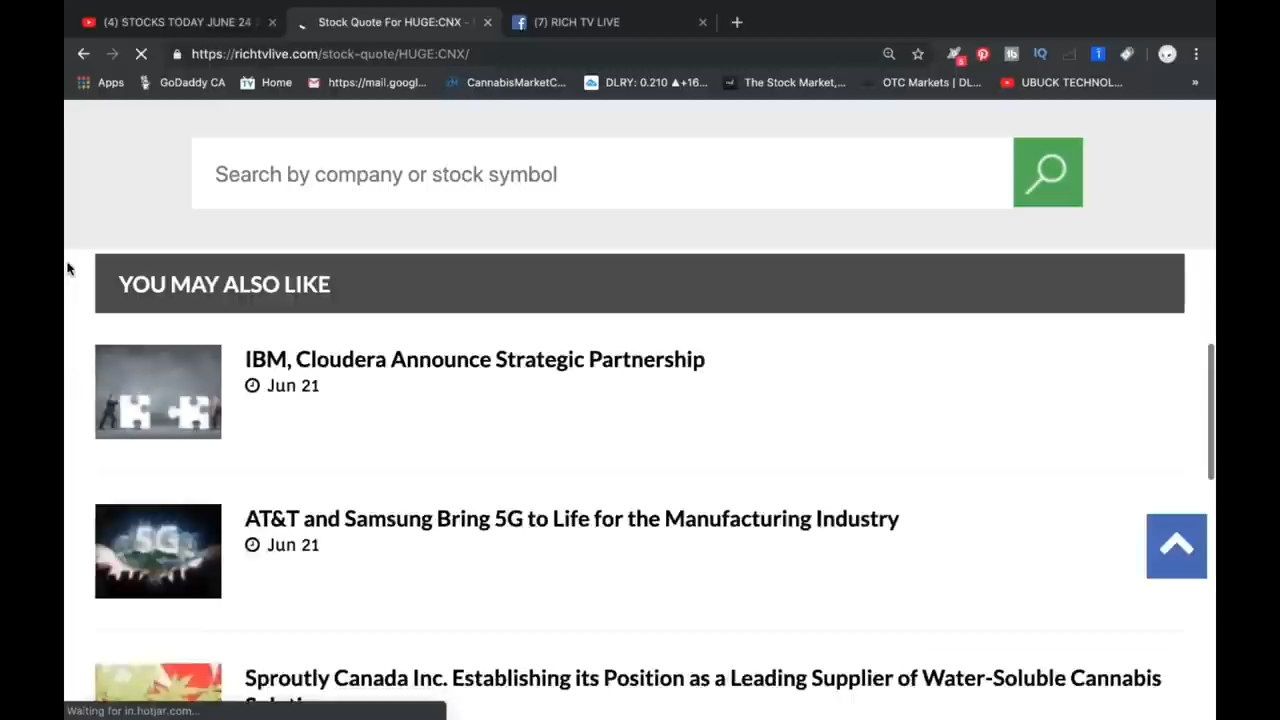 (4) STOCKS TODAY JUNE 24
Stock Quote For HUGE:CNX -
(7) RICH TV LIVE
https://richtvlive.com/stock-quote/HUGE:CNX/
Apps
GoDaddy CA
Home
https://mail.googl...
CannabisMarketC...
DLRY: 0.210 ▲+16...
The Stock Market,...
OTC Markets | DL...
UBUCK TECHNOL...
»
Search by company or stock symbol
YOU MAY ALSO LIKE
IBM, Cloudera Announce Strategic Partnership
Jun 21
5G
AT&T and Samsung Bring 5G to Life for the Manufacturing Industry
Jun 21
Sproutly Canada Inc. Establishing its Position as a Leading Supplier of Water-Soluble Cannabis
Waiting for in.hotjar.com...